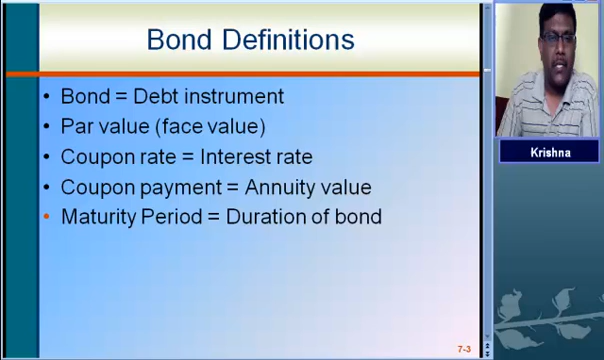 Bond Definitions
• Bond = Debt instrument
• Par value (face value)
• Coupon rate = Interest rate
• Coupon payment = Annuity value
• Maturity Period = Duration of bond
7-3
Krishna